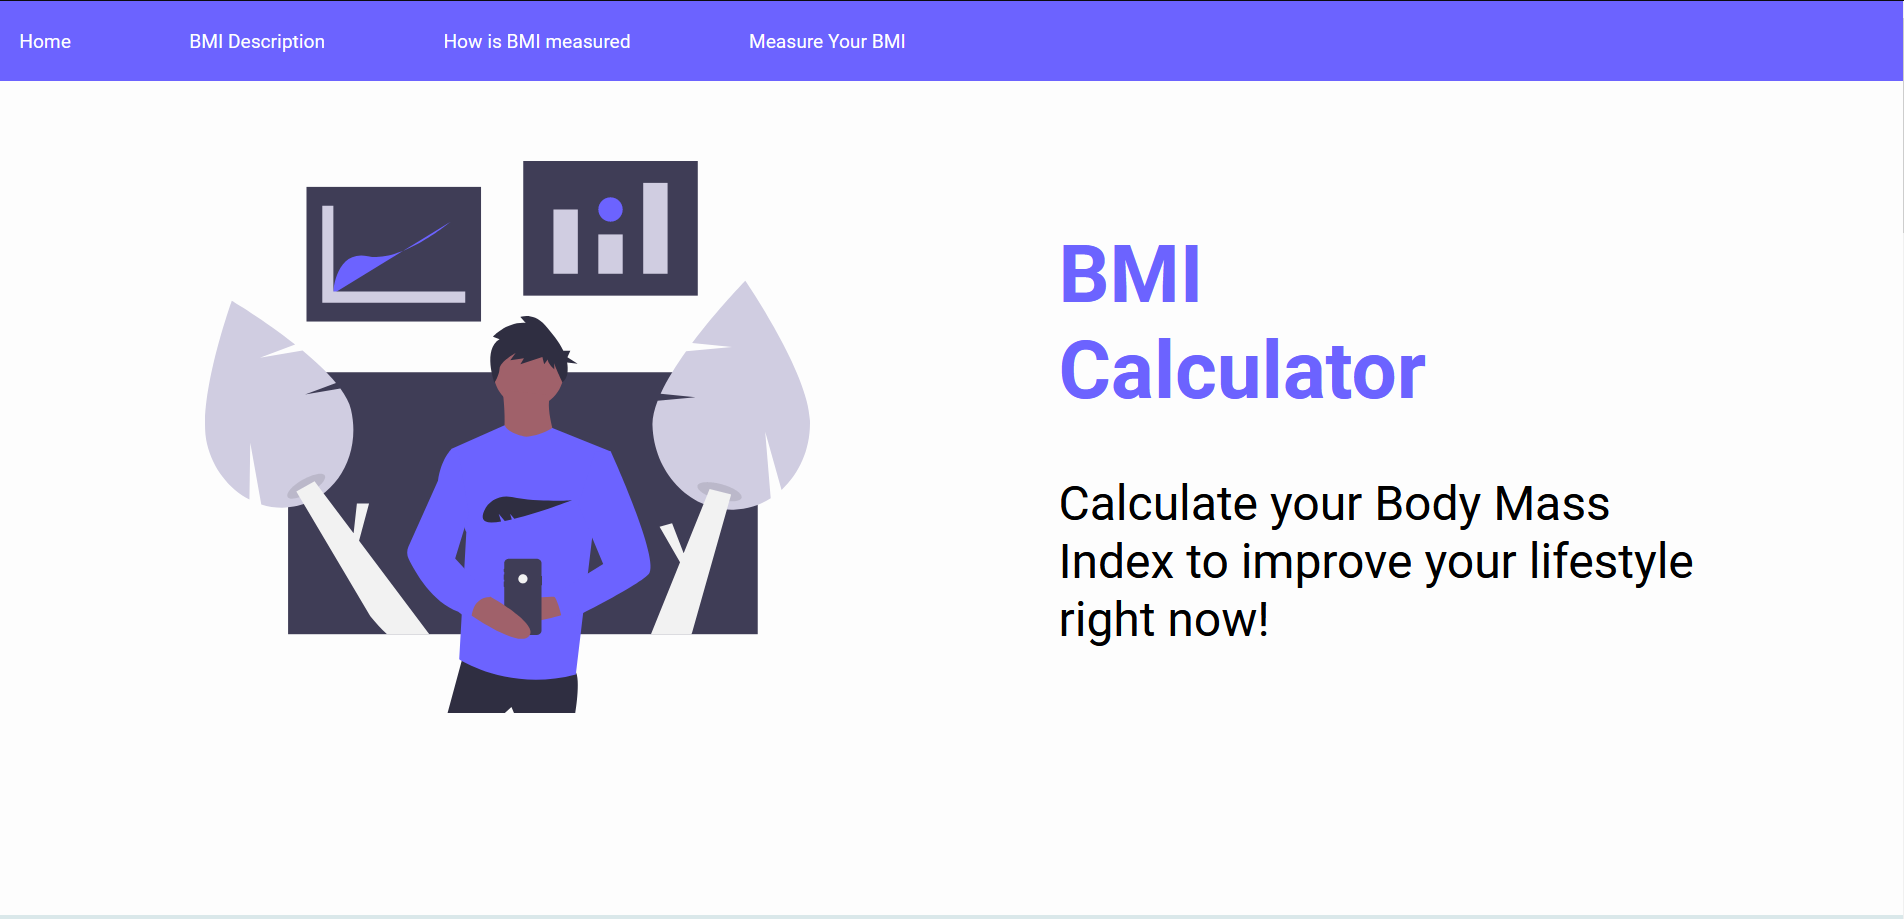 Home BMI Description How is BMI measured Measure Your BMI
BMI
Calculator
Calculate your Body Mass
Index to improve your lifestyle
right now!